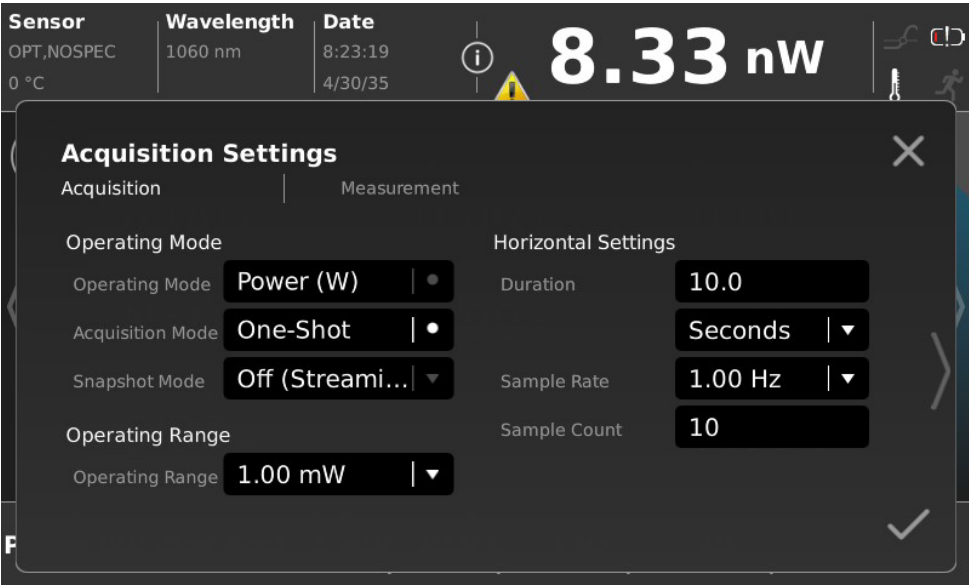 Sensor
OPT,NOSPEC
0 °C
Wavelength
1060 nm
Date
8:23:19
4/30/35
8.33 nW
Acquisition Settings
Acquisition
Measurement
Operating Mode
Operating Mode Power (W)
Acquisition Mode One-Shot
Snapshot Mode Off (Streami...
Operating Range
Operating Range 1.00 mW
Horizontal Settings
Duration 10.0
Seconds
Sample Rate 1.00 Hz
Sample Count 10